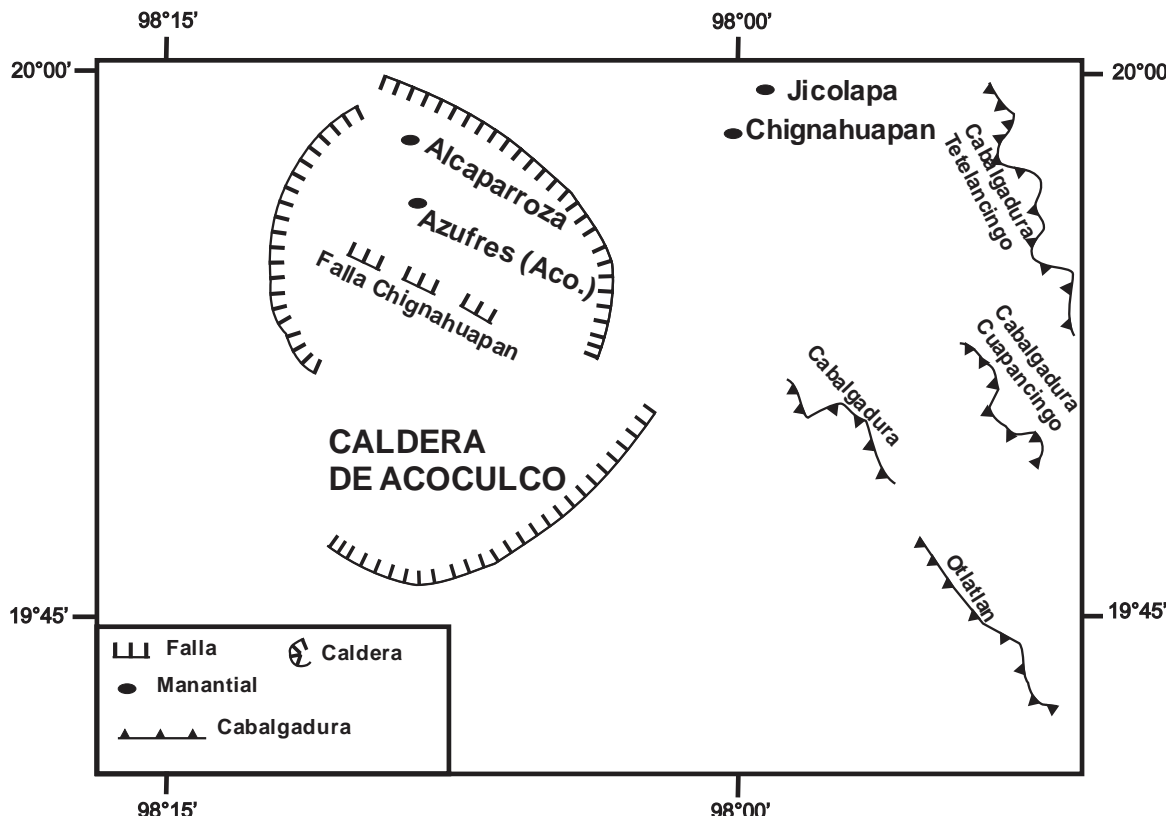 98°15’
98°00’
20°00’
20°00’
Jicolapa
Chignahuapan
Alcaparroza
Azufres (Aco.)
Falla Chignahuapan
Cabalgadura
Tetelancingo
Cabalgadura
Cuapancingo
Cabalgadura
CALDERA
DE ACOCULCO
Otlatlan
19°45’
19°45’
Falla
Caldera
Manantial
Cabalgadura
98°15’
98°00’